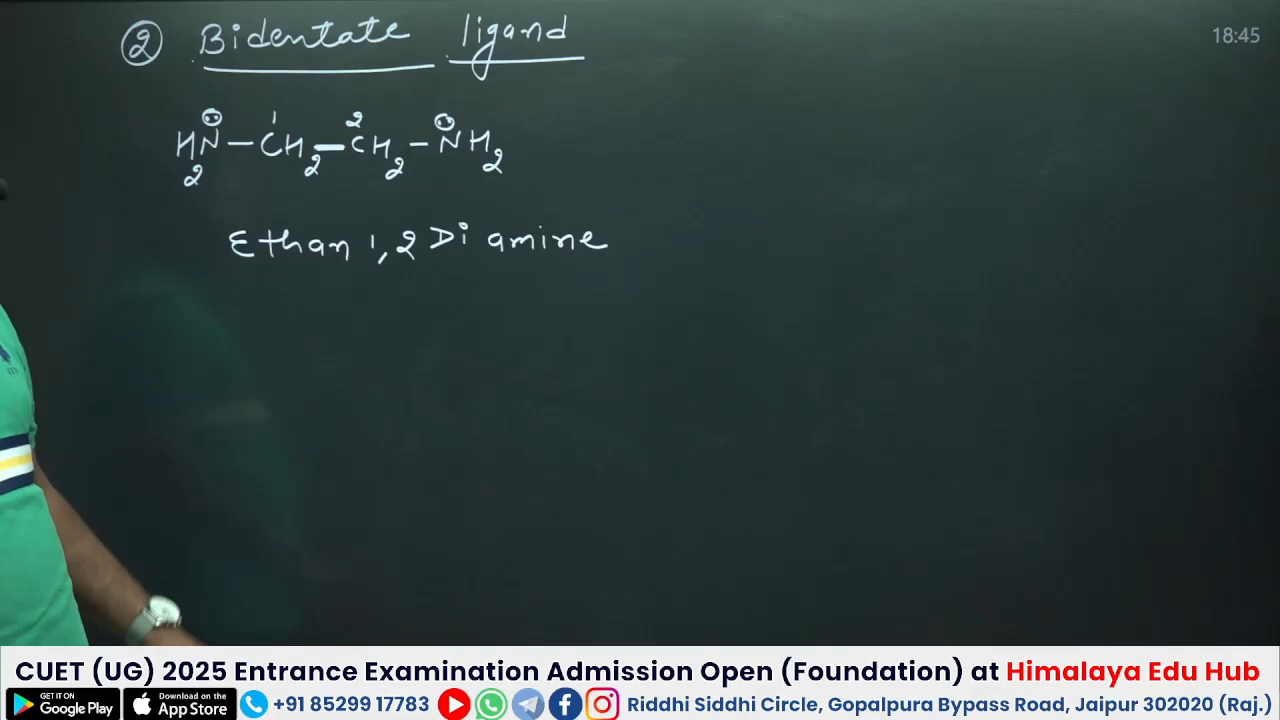 ② Bidentate ligand
18:45
H₂N̈ – ¹CH₂ – ²CH₂ – N̈H₂
Ethan 1,2 Di amine
CUET (UG) 2025 Entrance Examination Admission Open (Foundation) at Himalaya Edu Hub
GET IT ON Google Play Download on the App Store +91 85299 17783 Riddhi Siddhi Circle, Gopalpura Bypass Road, Jaipur 302020 (Raj.)